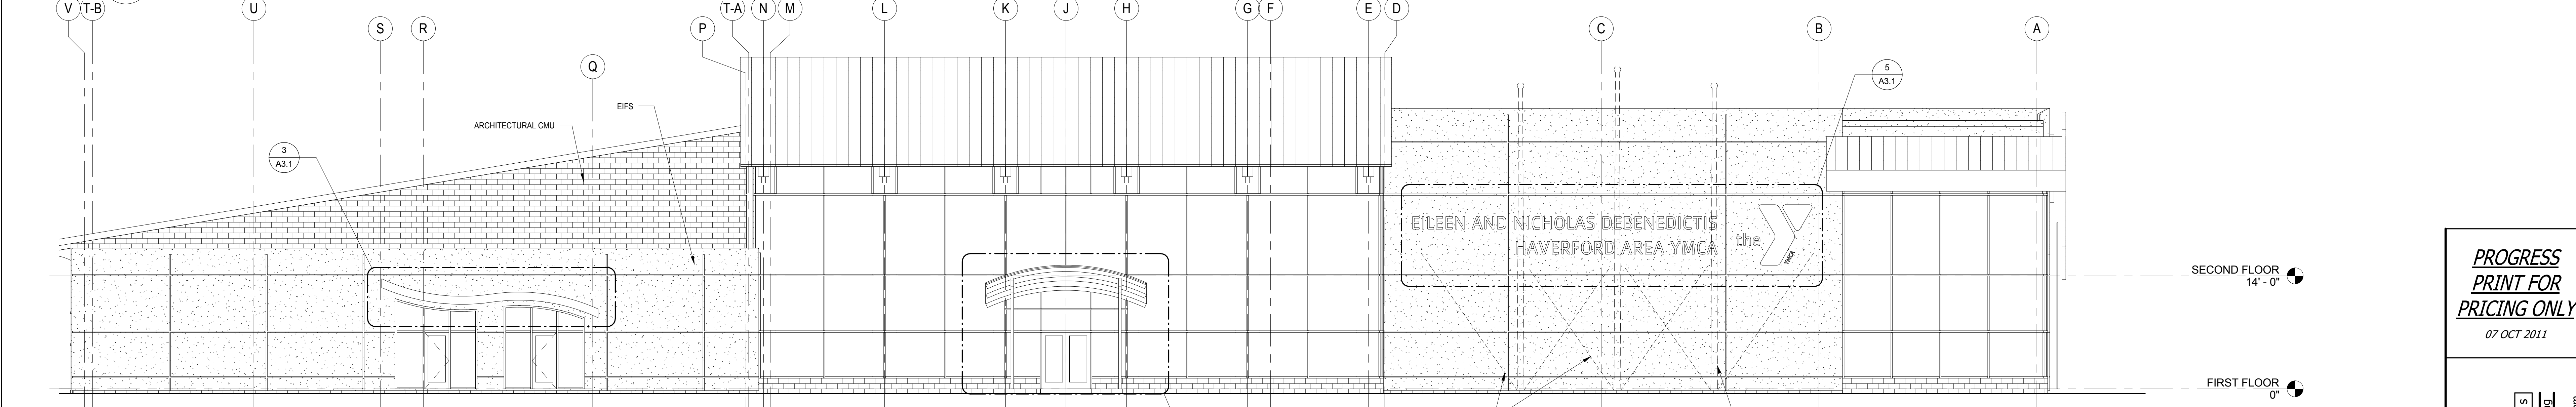 V T-B U S R Q P T-A N M L K J H G F E D C B A
5
A3.1
EIFS
ARCHITECTURAL CMU
3
A3.1
EILEEN AND NICHOLAS DEBENEDICTIS
HAVERFORD AREA YMCA
the
YMCA
SECOND FLOOR
14' - 0"
FIRST FLOOR
0"
PROGRESS
PRINT FOR
PRICING ONLY
07 OCT 2011